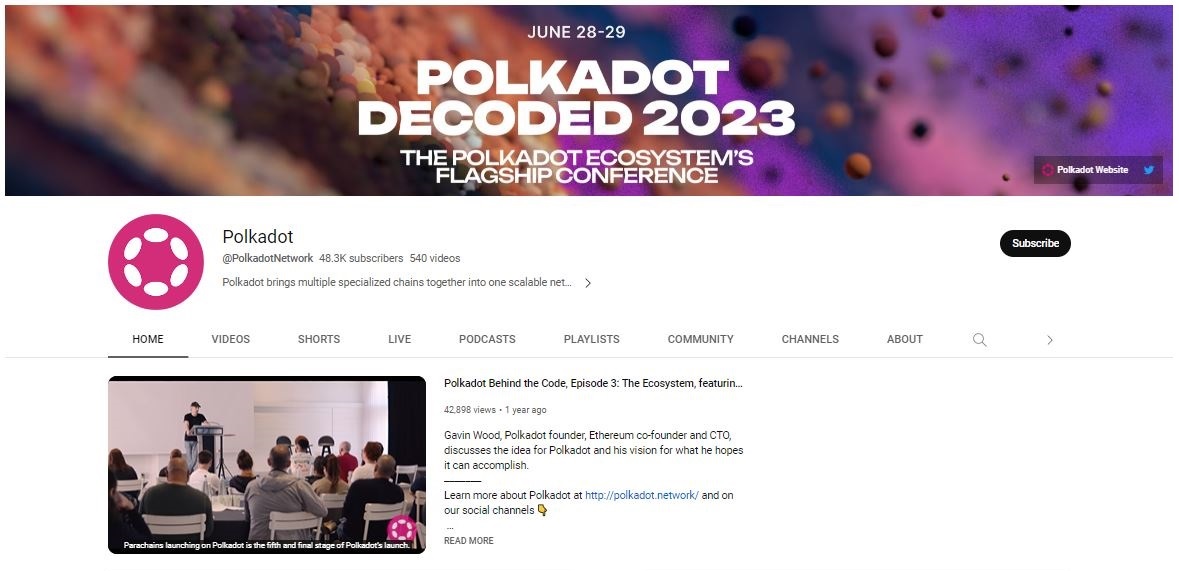 JUNE 28-29
POLKADOT
DECODED 2023
THE POLKADOT ECOSYSTEM'S
FLAGSHIP CONFERENCE
Polkadot Website
Polkadot
@PolkadotNetwork 48.3K subscribers 540 videos
Polkadot brings multiple specialized chains together into one scalable net...
Subscribe
HOME VIDEOS SHORTS LIVE PODCASTS PLAYLISTS COMMUNITY CHANNELS ABOUT
Polkadot Behind the Code, Episode 3: The Ecosystem, featurin...
42,898 views • 1 year ago
Gavin Wood, Polkadot founder, Ethereum co-founder and CTO,
discusses the idea for Polkadot and his vision for what he hopes
it can accomplish.
Learn more about Polkadot at http://polkadot.network/ and on
our social channels 👇
...
READ MORE
Parachains launching on Polkadot is the fifth and final stage of Polkadot's launch.